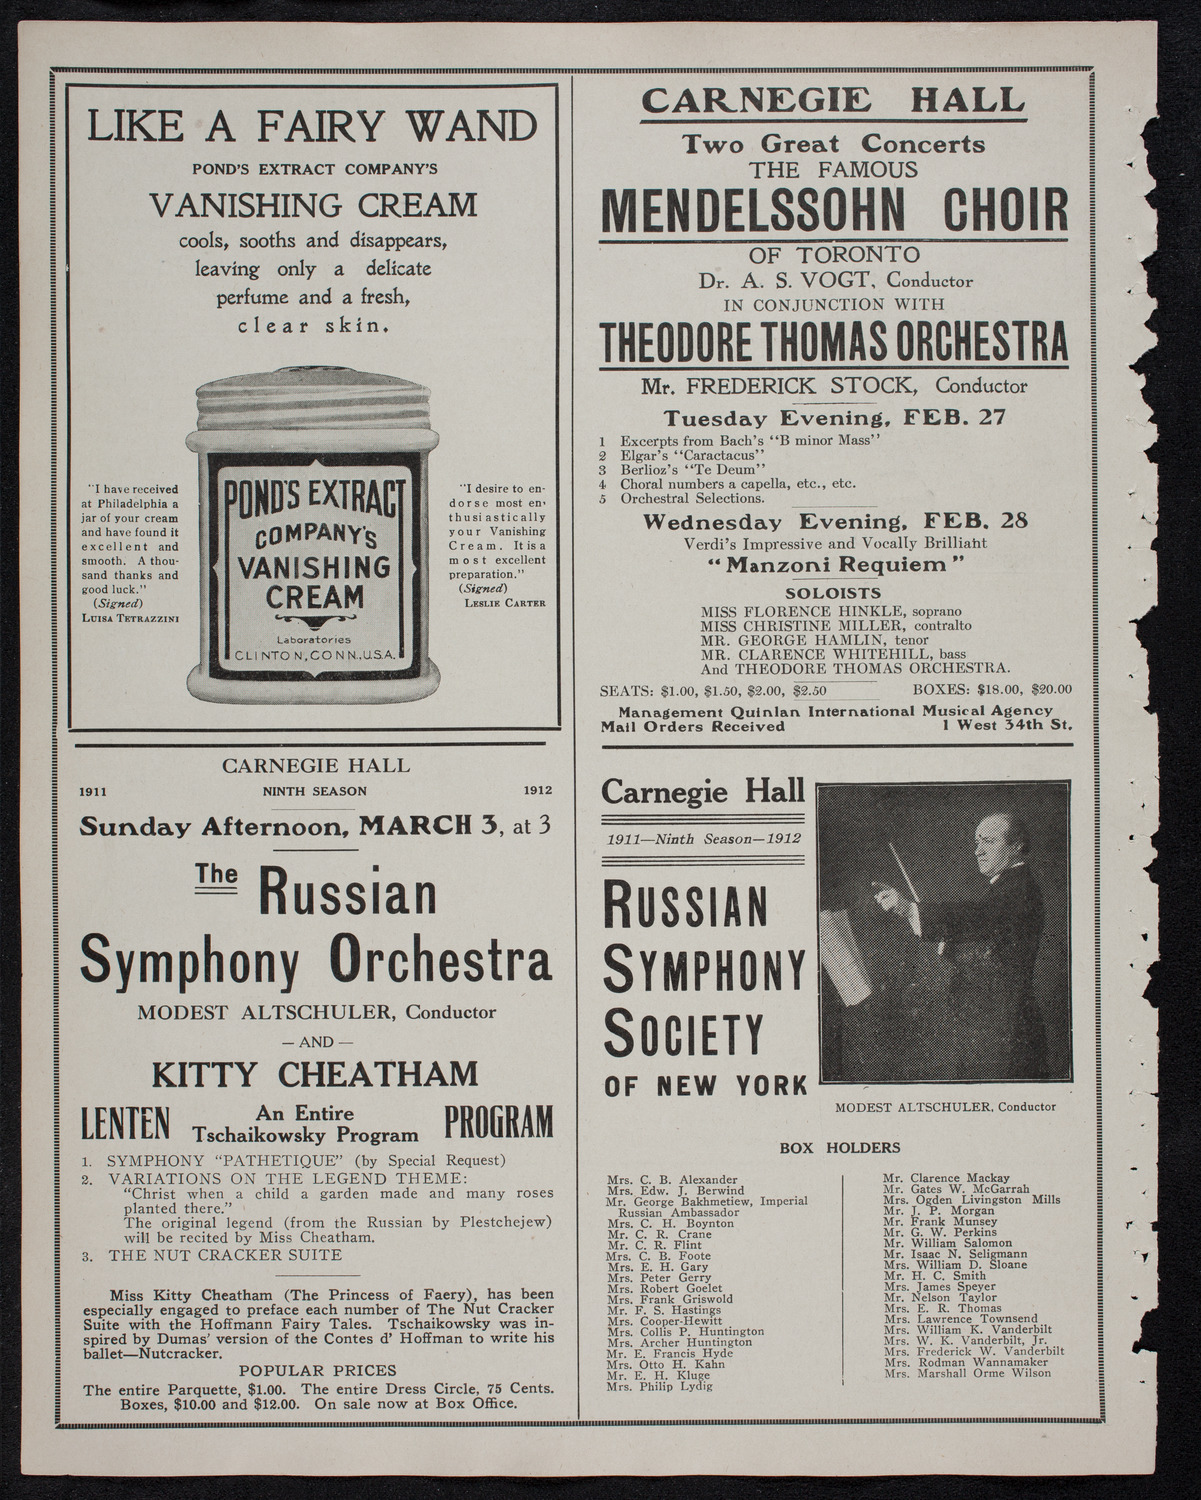 LIKE A FAIRY WAND
POND'S EXTRACT COMPANY'S
VANISHING CREAM
cools, sooths and disappears,
leaving only a delicate
perfume and a fresh,
clear skin.
"I have received
at Philadelphia a
jar of your cream
and have found it
excellent and
smooth. A thou-
sand thanks and
good luck."
(Signed)
LUISA TETRAZZINI
POND'S EXTRACT
COMPANY'S
VANISHING
CREAM
Laboratories
CLINTON, CONN., U.S.A.
"I desire to en-
dorse most en-
thusiastically
your Vanishing
Cream. It is a
most excellent
preparation."
(Signed)
LESLIE CARTER
CARNEGIE HALL
1911 NINTH SEASON 1912
Sunday Afternoon, MARCH 3, at 3
The Russian
Symphony Orchestra
MODEST ALTSCHULER, Conductor
— AND —
KITTY CHEATHAM
LENTEN An Entire Tschaikowsky Program PROGRAM
1. SYMPHONY "PATHETIQUE" (by Special Request)
2. VARIATIONS ON THE LEGEND THEME:
"Christ when a child a garden made and many roses
planted there."
The original legend (from the Russian by Plestchejew)
will be recited by Miss Cheatham.
3. THE NUT CRACKER SUITE
Miss Kitty Cheatham (The Princess of Faery), has been
especially engaged to preface each number of The Nut Cracker
Suite with the Hoffmann Fairy Tales. Tschaikowsky was in-
spired by Dumas' version of the Contes d' Hoffman to write his
ballet—Nutcracker.
POPULAR PRICES
The entire Parquette, $1.00. The entire Dress Circle, 75 Cents.
Boxes, $10.00 and $12.00. On sale now at Box Office.
CARNEGIE HALL
Two Great Concerts
THE FAMOUS
MENDELSSOHN CHOIR
OF TORONTO
Dr. A. S. VOGT, Conductor
IN CONJUNCTION WITH
THEODORE THOMAS ORCHESTRA
Mr. FREDERICK STOCK, Conductor
Tuesday Evening, FEB. 27
1 Excerpts from Bach's "B minor Mass"
2 Elgar's "Caractacus"
3 Berlioz's "Te Deum"
4 Choral numbers a capella, etc., etc.
5 Orchestral Selections.
Wednesday Evening, FEB. 28
Verdi's Impressive and Vocally Brilliant
"Manzoni Requiem"
SOLOISTS
MISS FLORENCE HINKLE, soprano
MISS CHRISTINE MILLER, contralto
MR. GEORGE HAMLIN, tenor
MR. CLARENCE WHITEHILL, bass
And THEODORE THOMAS ORCHESTRA.
SEATS: $1.00, $1.50, $2.00, $2.50 BOXES: $18.00, $20.00
Management Quinlan International Musical Agency
Mail Orders Received 1 West 34th St.
Carnegie Hall
1911—Ninth Season—1912
RUSSIAN
SYMPHONY
SOCIETY
OF NEW YORK
MODEST ALTSCHULER, Conductor
BOX HOLDERS
Mrs. C. B. Alexander
Mrs. Edw. J. Berwind
Mr. George Bakhmetiew, Imperial
Russian Ambassador
Mrs. C. H. Boynton
Mr. C. R. Crane
Mr. C. R. Flint
Mrs. C. B. Foote
Mrs. E. H. Gary
Mrs. Peter Gerry
Mrs. Robert Goelet
Mrs. Frank Griswold
Mr. F. S. Hastings
Mrs. Cooper-Hewitt
Mrs. Collis P. Huntington
Mrs. Archer Huntington
Mr. E. Francis Hyde
Mrs. Otto H. Kahn
Mr. E. H. Kluge
Mrs. Philip Lydig
Mr. Clarence Mackay
Mr. Gates W. McGarrah
Mrs. Ogden Livingston Mills
Mr. J. P. Morgan
Mr. Frank Munsey
Mr. G. W. Perkins
Mr. William Salomon
Mr. Isaac N. Seligmann
Mrs. William D. Sloane
Mr. H. C. Smith
Mrs. James Speyer
Mr. Nelson Taylor
Mrs. E. R. Thomas
Mrs. Lawrence Townsend
Mrs. William K. Vanderbilt
Mrs. W. K. Vanderbilt, Jr.
Mrs. Frederick W. Vanderbilt
Mrs. Rodman Wannamaker
Mrs. Marshall Orme Wilson